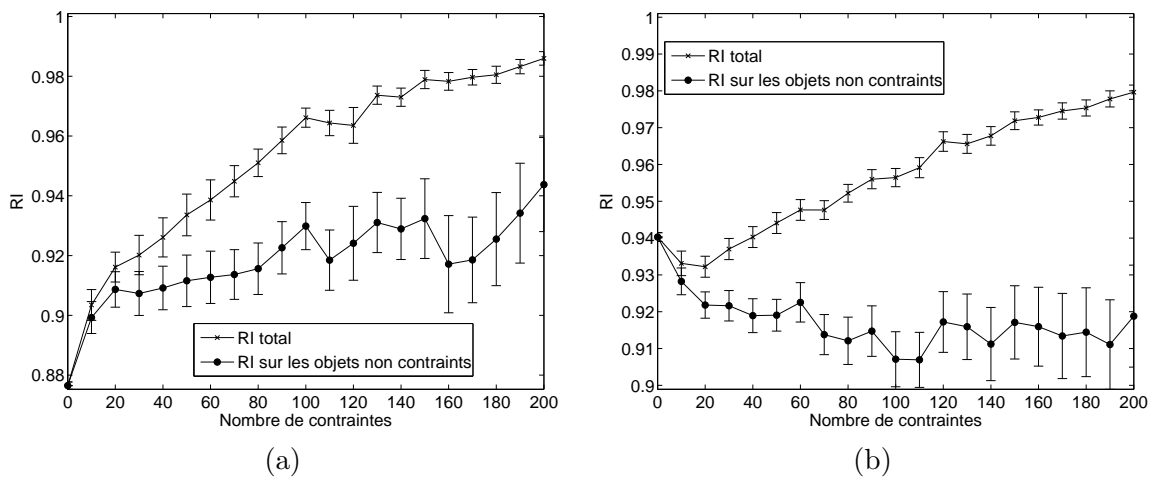 1
0.98
0.96
0.94
0.92
0.9
0.88
RI
0 20 40 60 80 100 120 140 160 180 200
Nombre de contraintes
RI total
RI sur les objets non contraints
(a)
1
0.99
0.98
0.97
0.96
0.95
0.94
0.93
0.92
0.91
0.9
RI
0 20 40 60 80 100 120 140 160 180 200
Nombre de contraintes
RI total
RI sur les objets non contraints
(b)